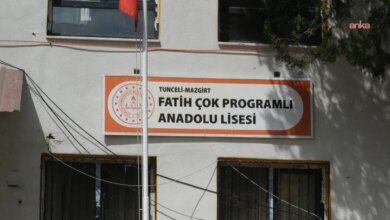 anka
TUNCELİ-MAZGİRT
FATİH ÇOK PROGRAMLI
ANADOLU LİSESİ